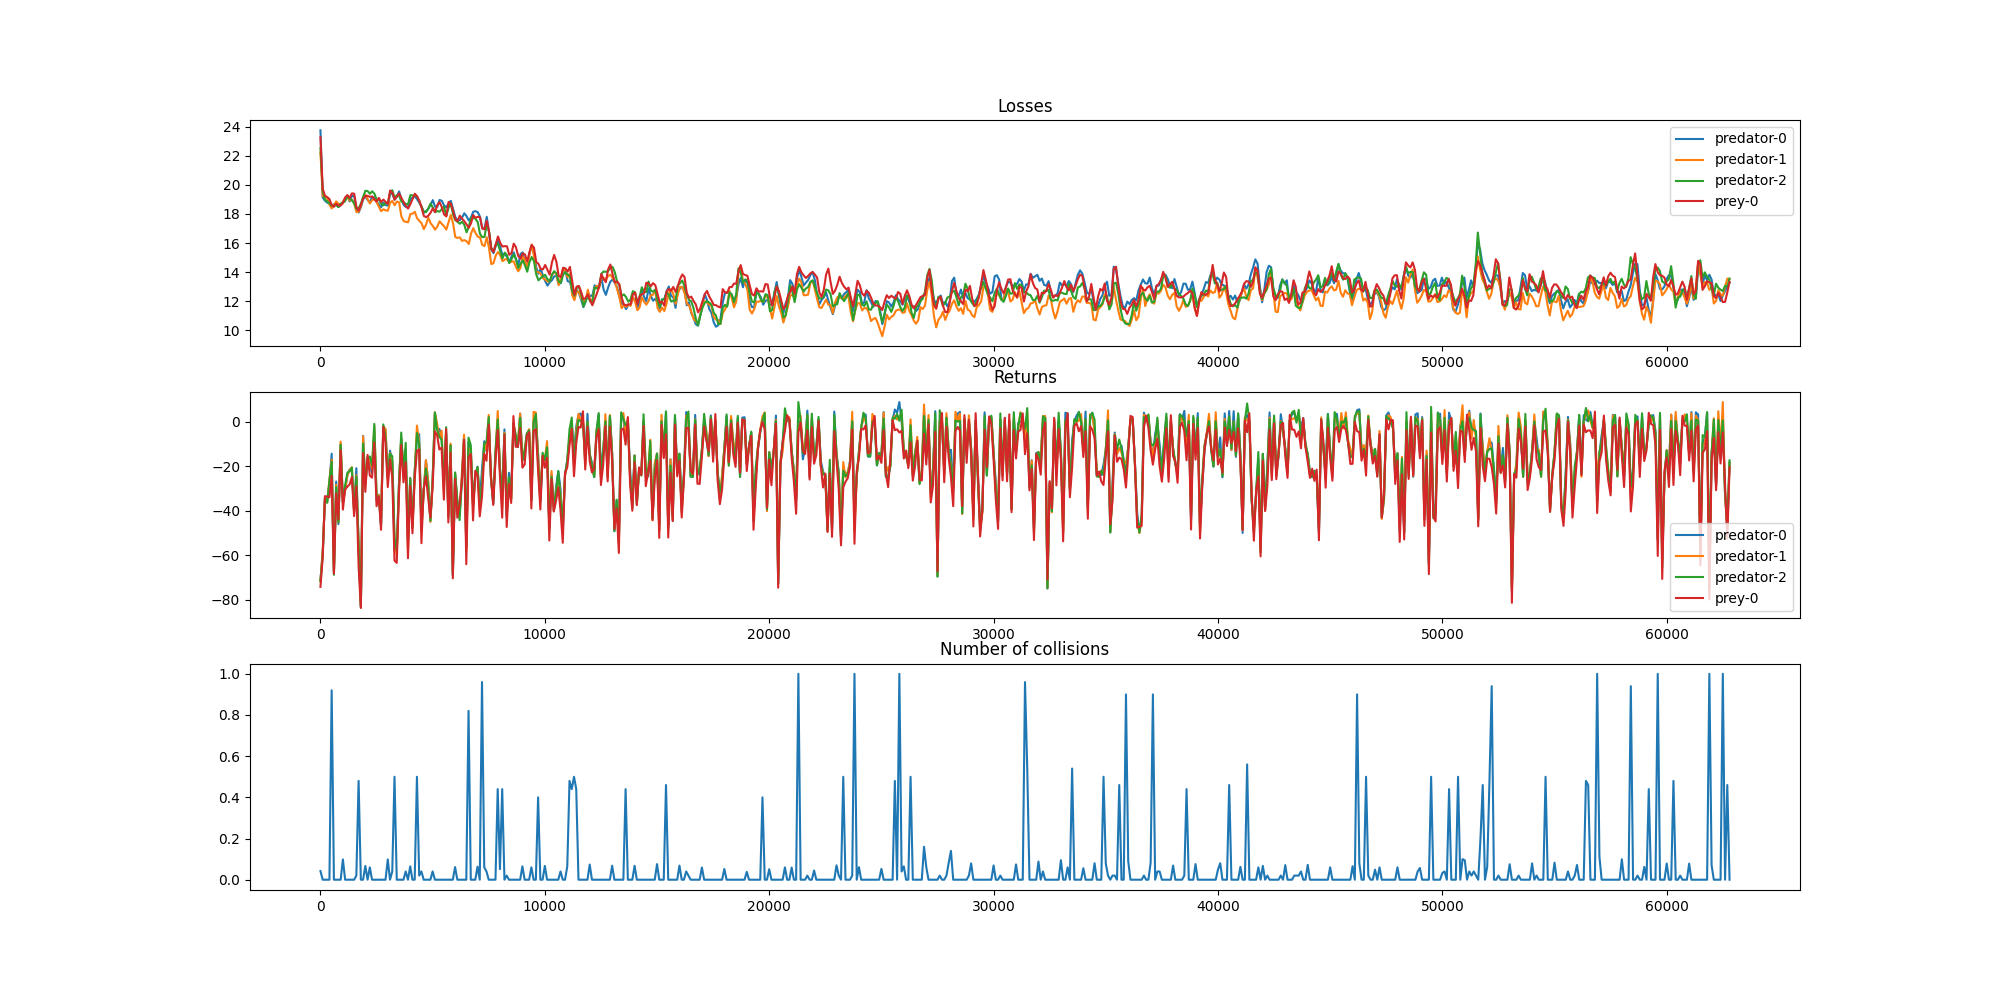 Losses
24
22
20
18
16
14
12
10
predator-0
predator-1
predator-2
prey-0
0 10000 20000 30000 40000 50000 60000
Returns
0
−20
−40
−60
−80
predator-0
predator-1
predator-2
prey-0
0 10000 20000 30000 40000 50000 60000
Number of collisions
1.0
0.8
0.6
0.4
0.2
0.0
0 10000 20000 30000 40000 50000 60000